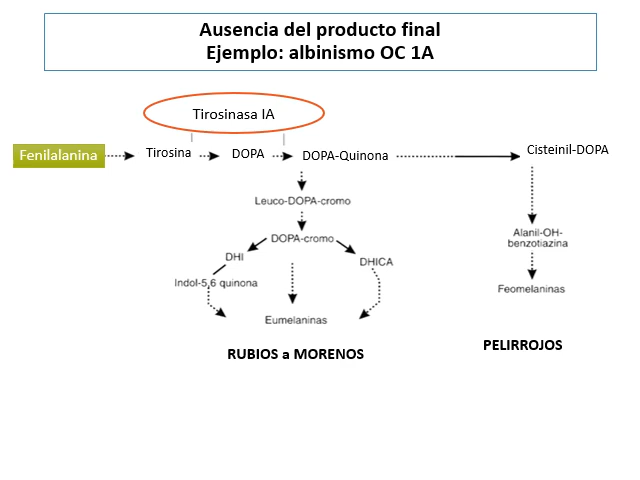 Ausencia del producto final
Ejemplo: albinismo OC 1A
Tirosinasa IA
Fenilalanina
Tirosina
DOPA
DOPA-Quinona
Cisteinil-DOPA
Leuco-DOPA-cromo
DOPA-cromo
Alanil-OH-
benzotiazina
DHI
DHICA
Indol-5,6 quinona
Feomelaninas
Eumelaninas
RUBIOS a MORENOS
PELIRROJOS